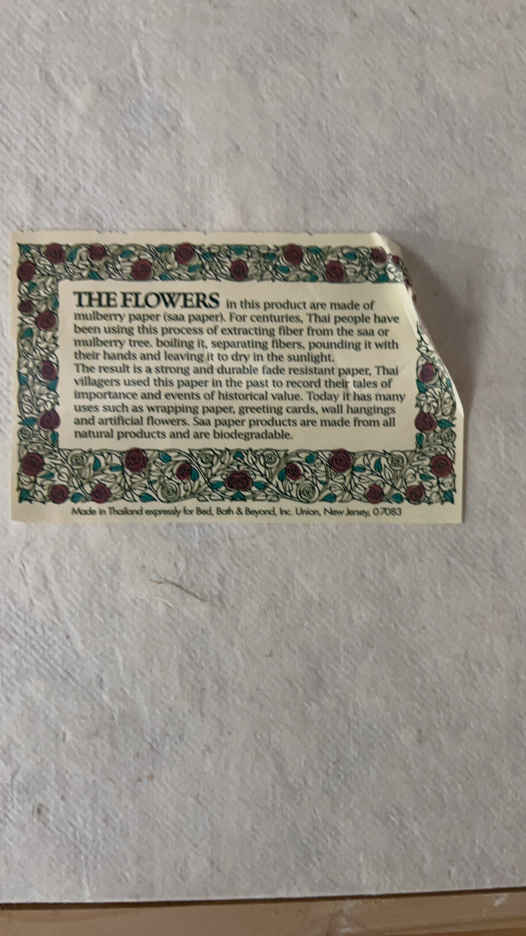 THE FLOWERS in this product are made of
mulberry paper (saa paper). For centuries, Thai people have
been using this process of extracting fiber from the saa or
mulberry tree, boiling it, separating fibers, pounding it with
their hands and leaving it to dry in the sunlight.
The result is a strong and durable fade resistant paper, Thai
villagers used this paper in the past to record their tales of
importance and events of historical value. Today it has many
uses such as wrapping paper, greeting cards, wall hangings
and artificial flowers. Saa paper products are made from all
natural products and are biodegradable.
Made in Thailand expressly for Bed, Bath & Beyond, Inc. Union, New Jersey, 07083